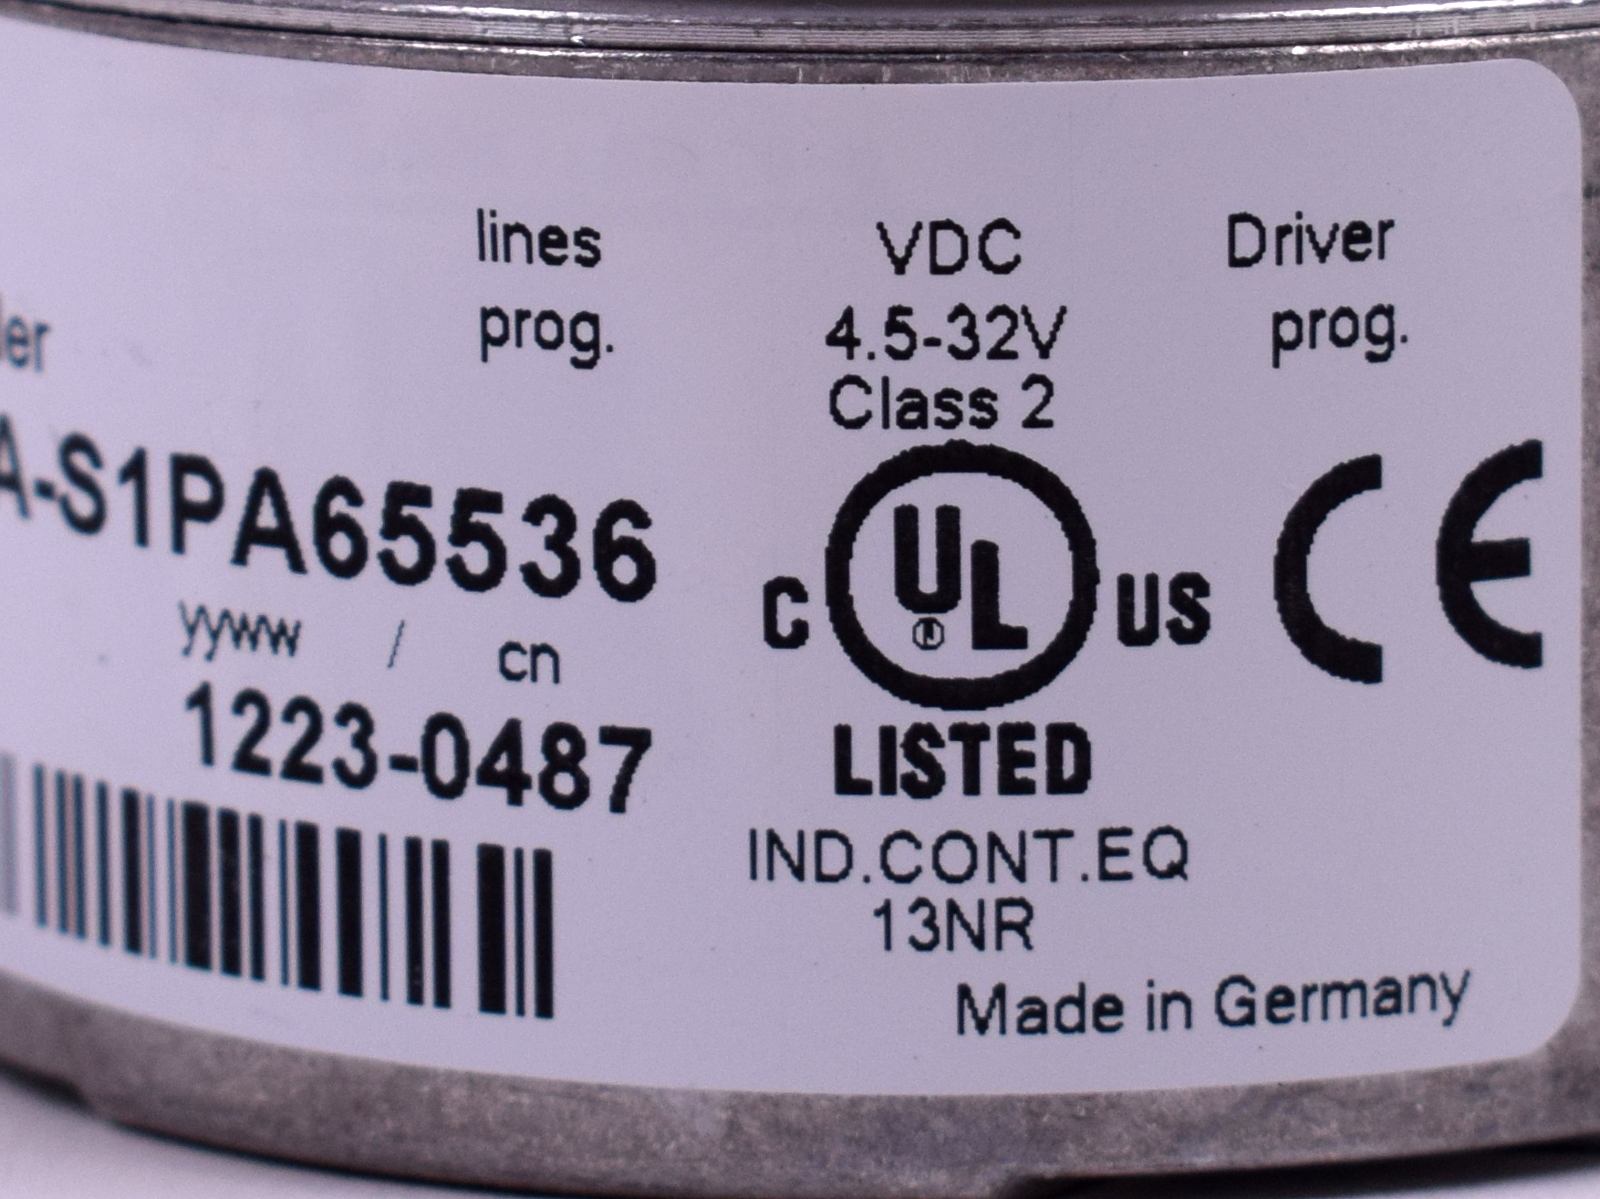 lines VDC Driver
prog. 4.5-32V prog.
Class 2
A-S1PA65536
C UL ® US CE
yyww / cn
1223-0487
LISTED
IND.CONT.EQ
13NR
Made in Germany